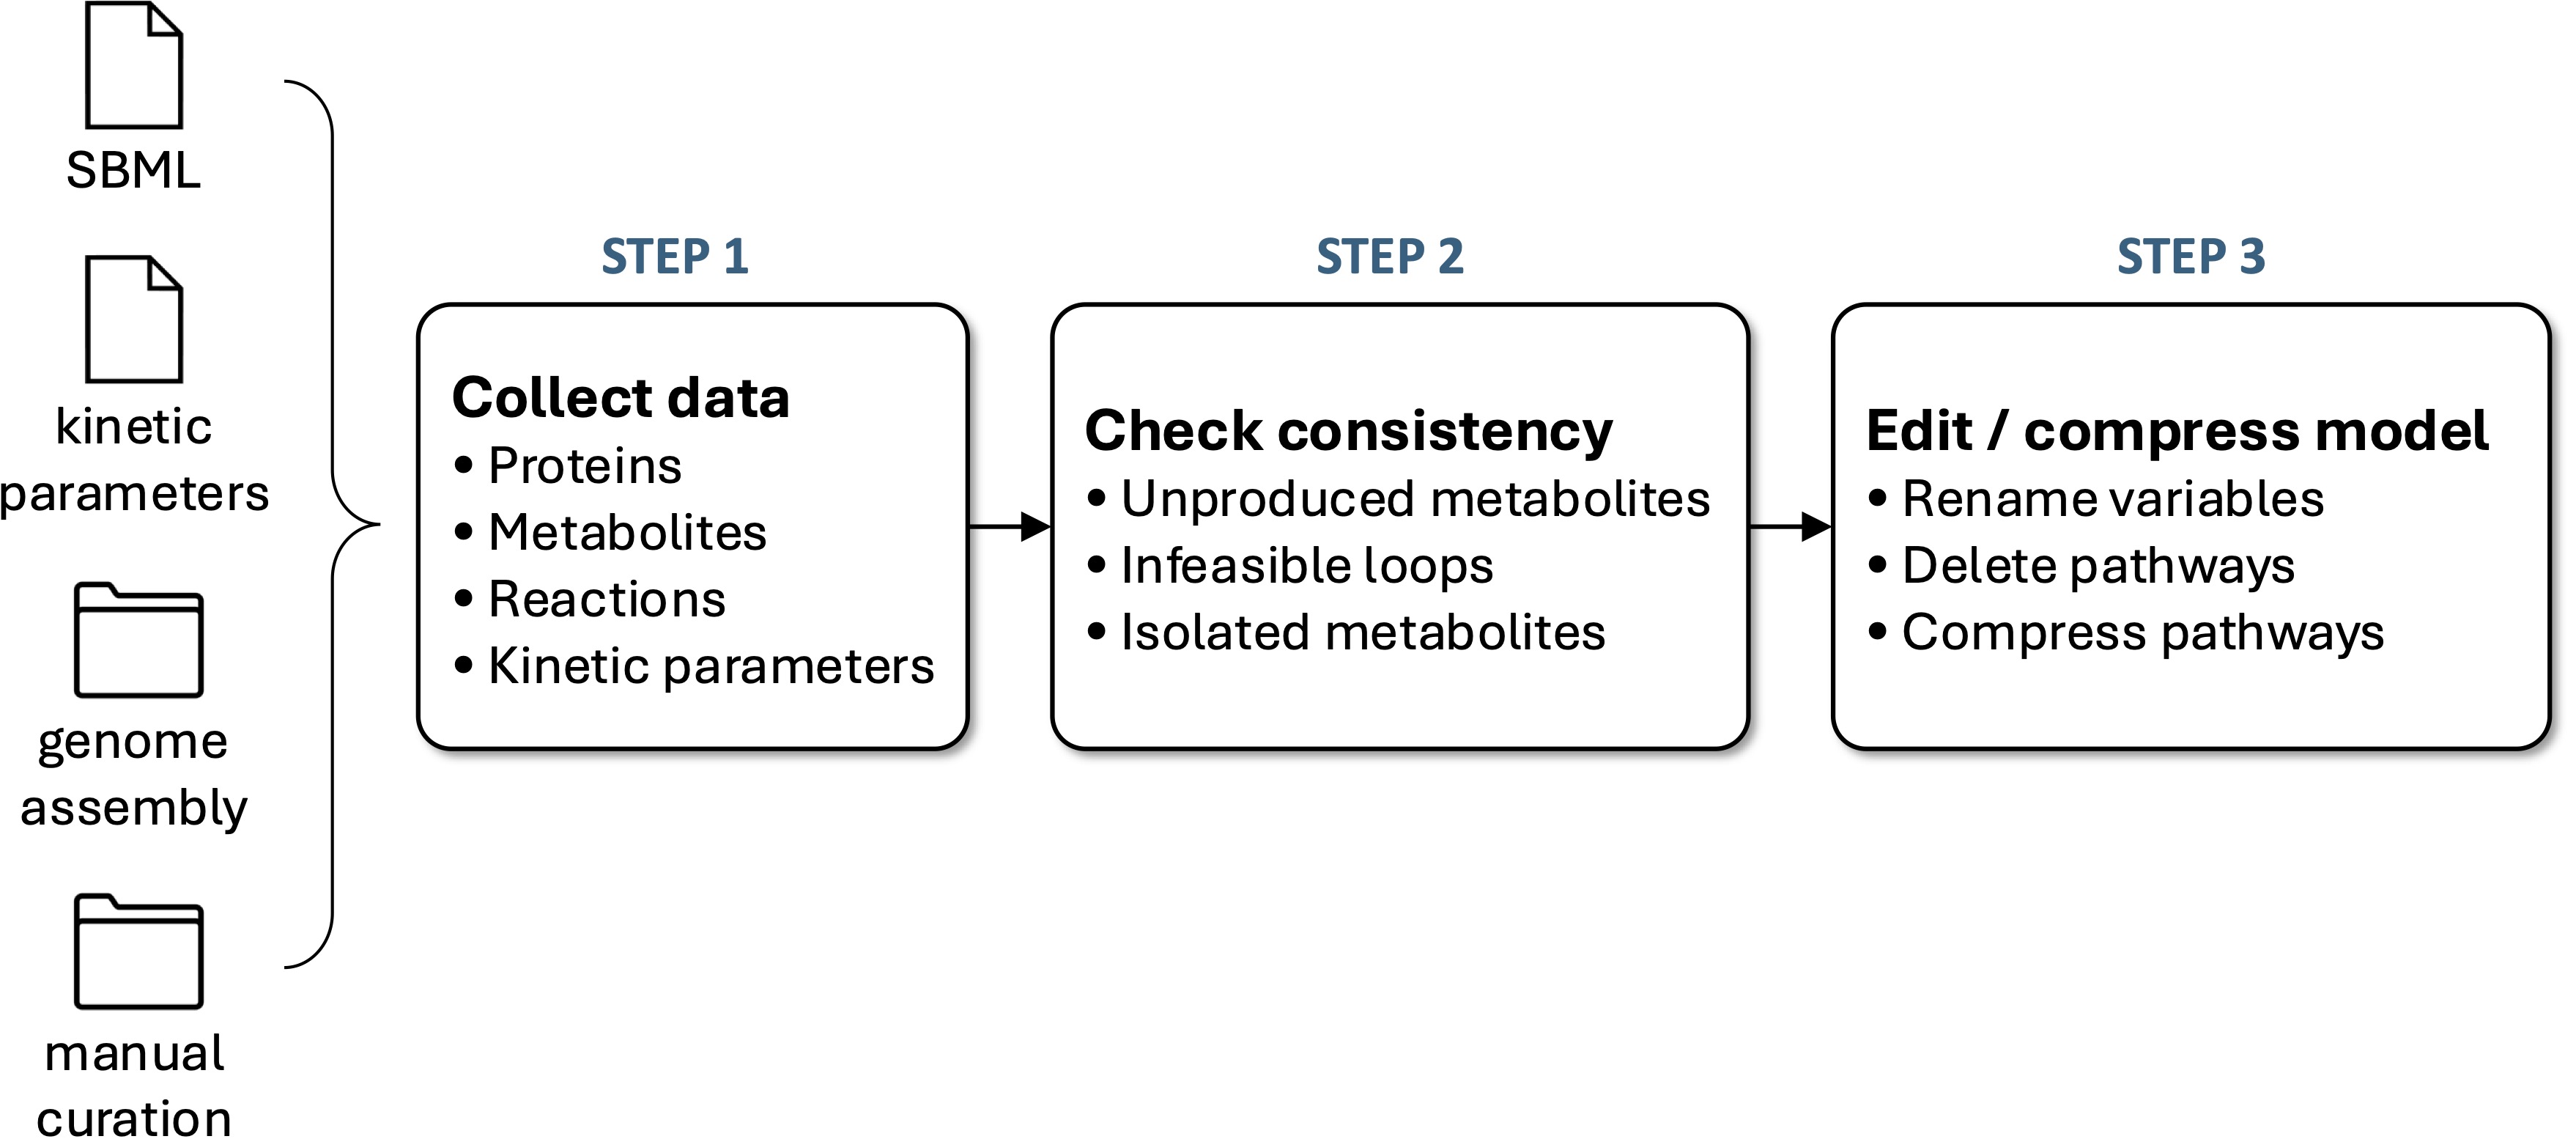 SBML
kinetic
parameters
genome
assembly
manual
curation
STEP 1
Collect data
• Proteins
• Metabolites
• Reactions
• Kinetic parameters
STEP 2
Check consistency
• Unproduced metabolites
• Infeasible loops
• Isolated metabolites
STEP 3
Edit / compress model
• Rename variables
• Delete pathways
• Compress pathways